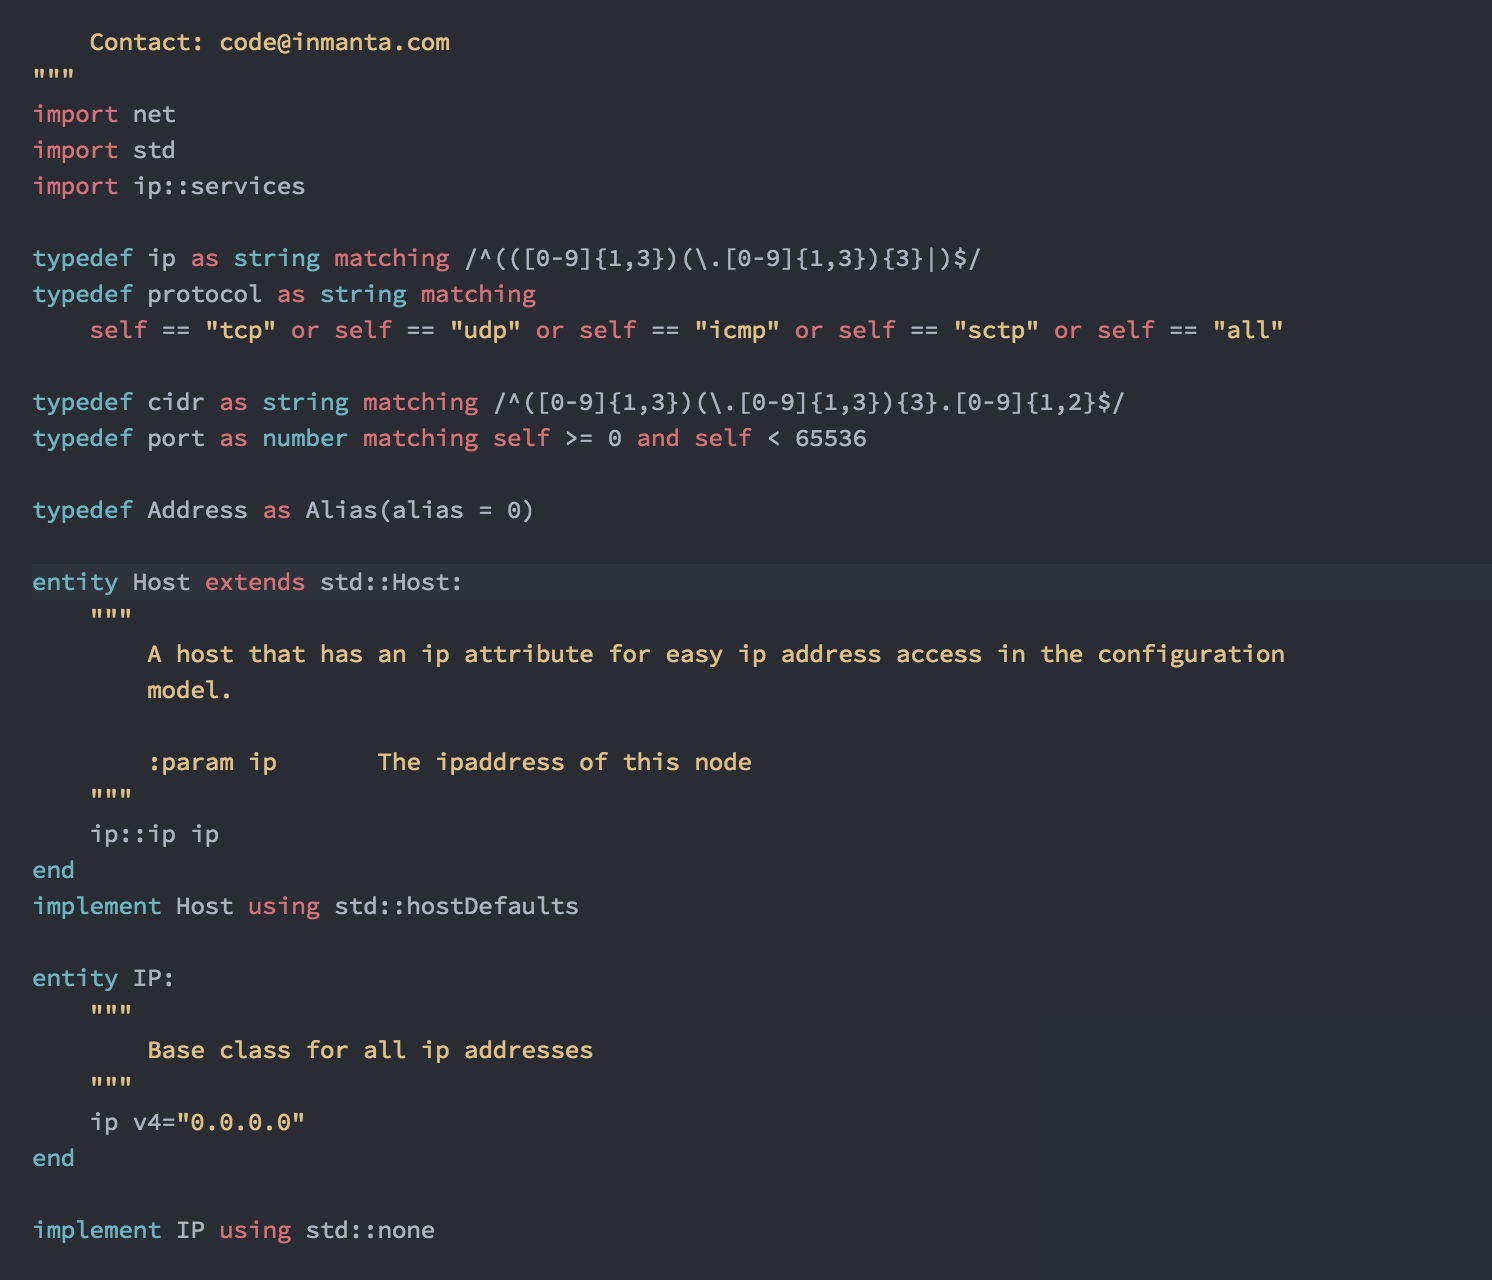 Contact: code@inmanta.com
"""
import net
import std
import ip::services

typedef ip as string matching /^(([0-9]{1,3})(\.[0-9]{1,3}){3}|)$/
typedef protocol as string matching
    self == "tcp" or self == "udp" or self == "icmp" or self == "sctp" or self == "all"

typedef cidr as string matching /^([0-9]{1,3})(\.[0-9]{1,3}){3}.[0-9]{1,2}$/
typedef port as number matching self >= 0 and self < 65536

typedef Address as Alias(alias = 0)

entity Host extends std::Host:
    """
        A host that has an ip attribute for easy ip address access in the configuration
        model.

        :param ip       The ipaddress of this node
    """
    ip::ip ip
end
implement Host using std::hostDefaults

entity IP:
    """
        Base class for all ip addresses
    """
    ip v4="0.0.0.0"
end

implement IP using std::none